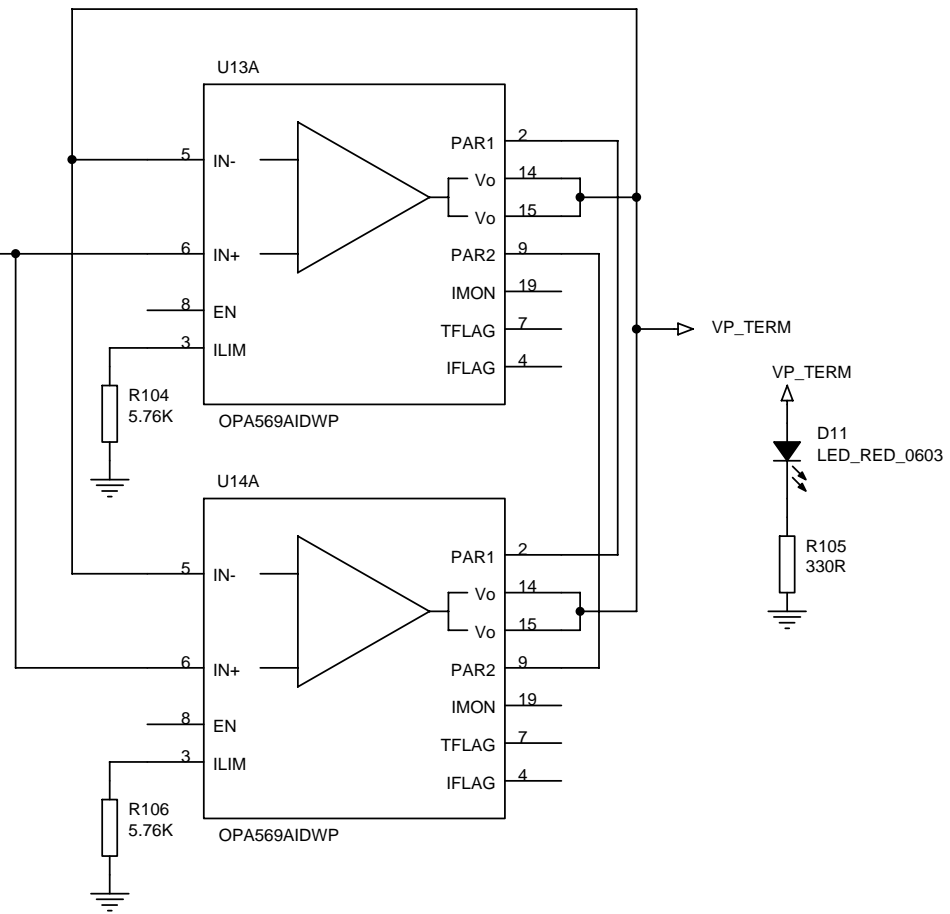 U13A
5 IN-
6 IN+
8 EN
3 ILIM
PAR1 2
Vo 14
Vo 15
PAR2 9
IMON 19
TFLAG 7
IFLAG 4
OPA569AIDWP
R104
5.76K
VP_TERM
VP_TERM
D11
LED_RED_0603
R105
330R
U14A
5 IN-
6 IN+
8 EN
3 ILIM
PAR1 2
Vo 14
Vo 15
PAR2 9
IMON 19
TFLAG 7
IFLAG 4
OPA569AIDWP
R106
5.76K